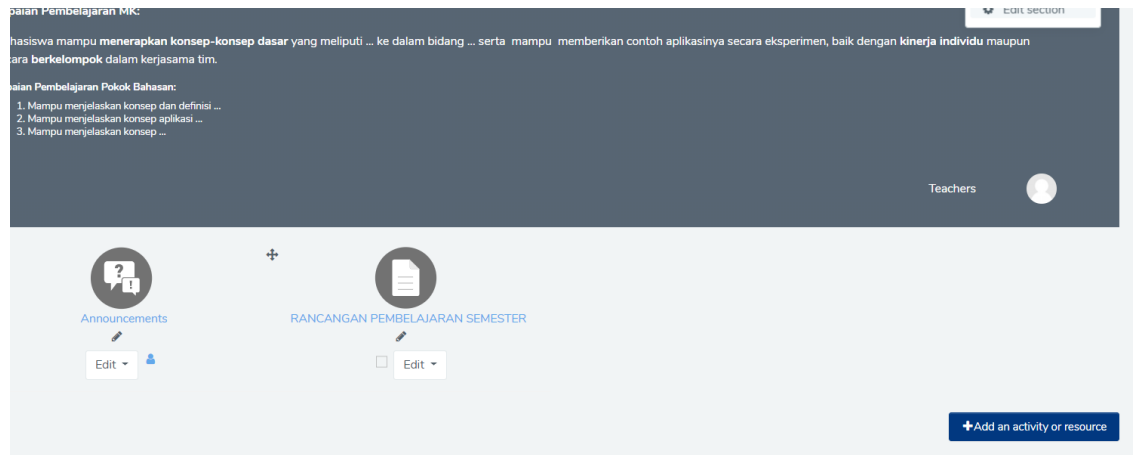 Edit section
paian Pembelajaran MK:
hasiswa mampu menerapkan konsep-konsep dasar yang meliputi ... ke dalam bidang ... serta mampu memberikan contoh aplikasinya secara eksperimen, baik dengan kinerja individu maupun
ara berkelompok dalam kerjasama tim.
aian Pembelajaran Pokok Bahasan:
1. Mampu menjelaskan konsep dan definisi ...
2. Mampu menjelaskan konsep aplikasi ...
3. Mampu menjelaskan konsep ...
Teachers
Announcements
RANCANGAN PEMBELAJARAN SEMESTER
Edit
Edit
+Add an activity or resource